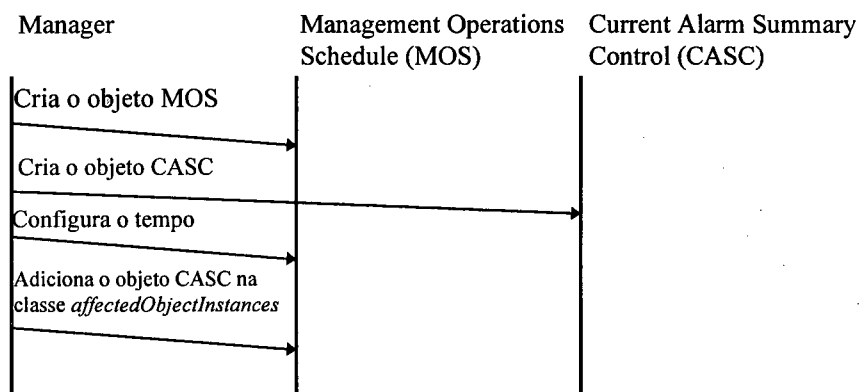 Manager
Management Operations
Schedule (MOS)
Current Alarm Summary
Control (CASC)
Cria o objeto MOS
Cria o objeto CASC
Configura o tempo
Adiciona o objeto CASC na
classe affectedObjectInstances